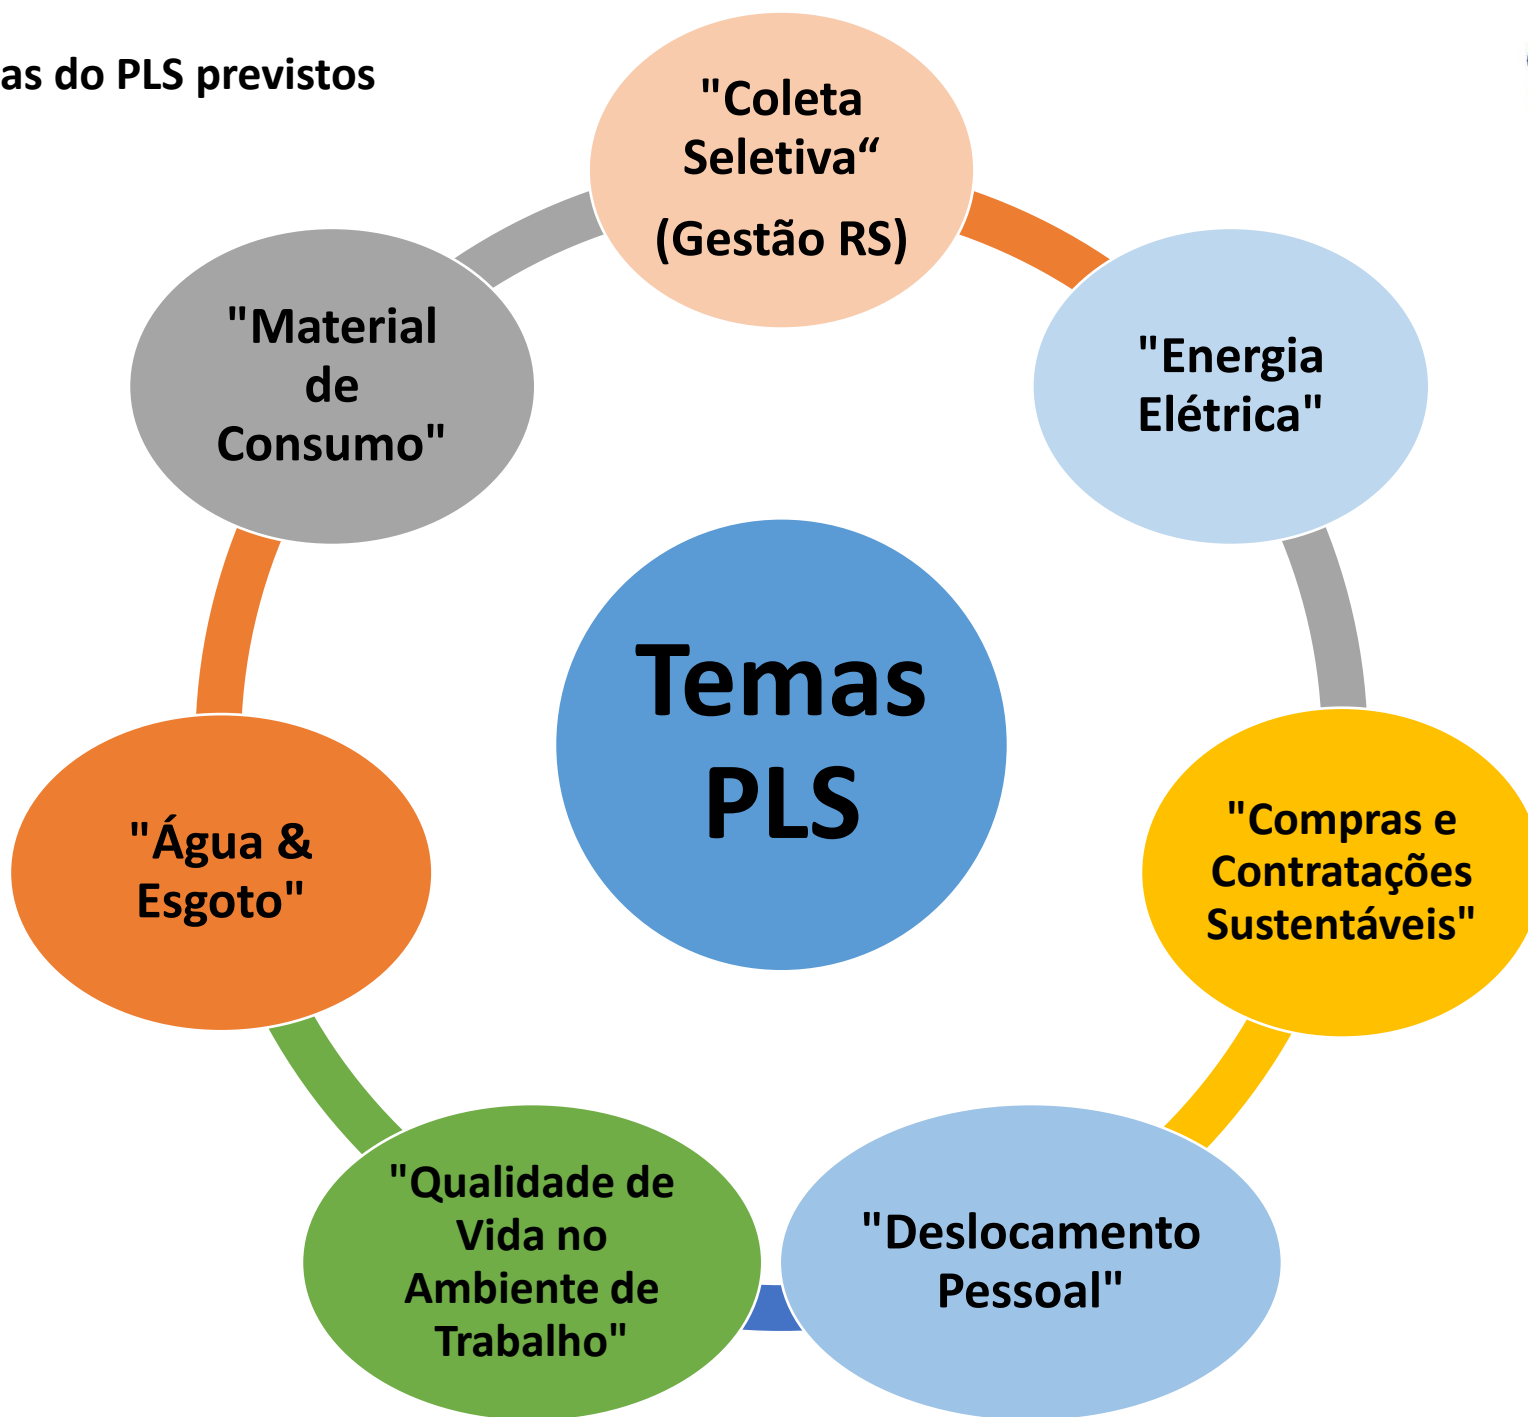 as do PLS previstos
"Coleta
Seletiva“
(Gestão RS)
"Energia
Elétrica"
"Compras e
Contratações
Sustentáveis"
"Deslocamento
Pessoal"
"Qualidade de
Vida no
Ambiente de
Trabalho"
"Água &
Esgoto"
"Material
de
Consumo"
Temas
PLS